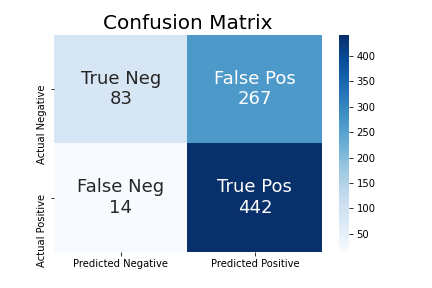 Confusion Matrix
Actual Negative
True Neg
83
False Pos
267
Actual Positive
False Neg
14
True Pos
442
Predicted Negative
Predicted Positive
400
350
300
250
200
150
100
50